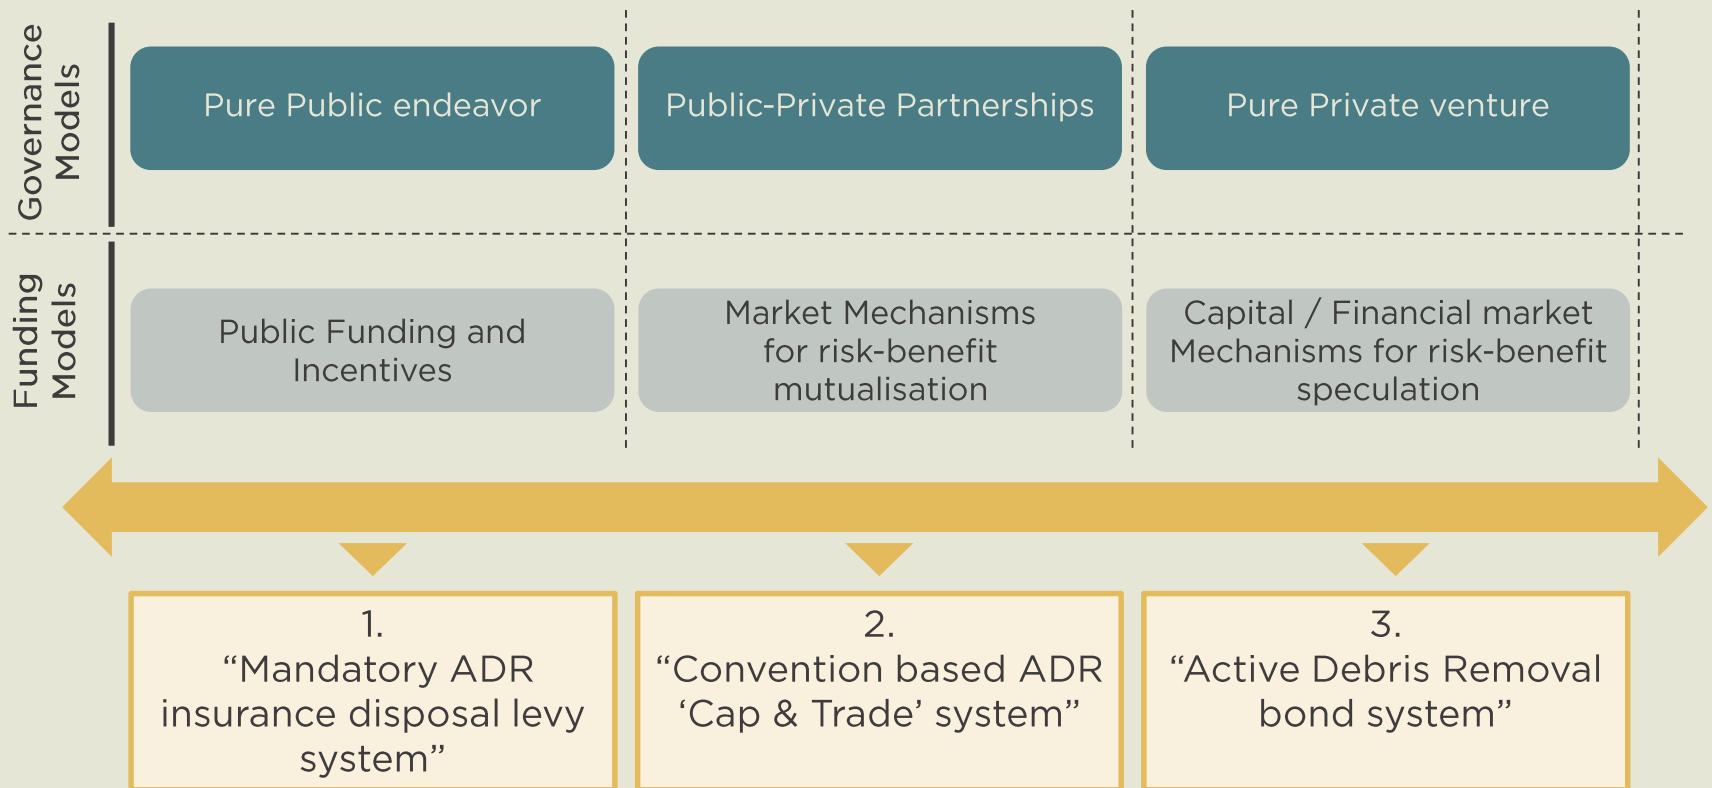 Governance
Models
Pure Public endeavor
Public-Private Partnerships
Pure Private venture
Funding
Models
Public Funding and
Incentives
Market Mechanisms
for risk-benefit
mutualisation
Capital / Financial market
Mechanisms for risk-benefit
speculation
1.
“Mandatory ADR
insurance disposal levy
system”
2.
“Convention based ADR
‘Cap & Trade’ system”
3.
“Active Debris Removal
bond system”